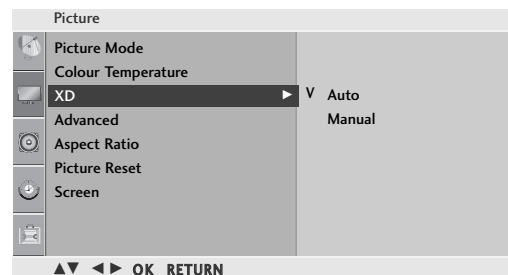 Picture
Picture Mode
Colour Temperature
XD ► V Auto
Advanced Manual
Aspect Ratio
Picture Reset
Screen
▲▼ ◄► OK RETURN